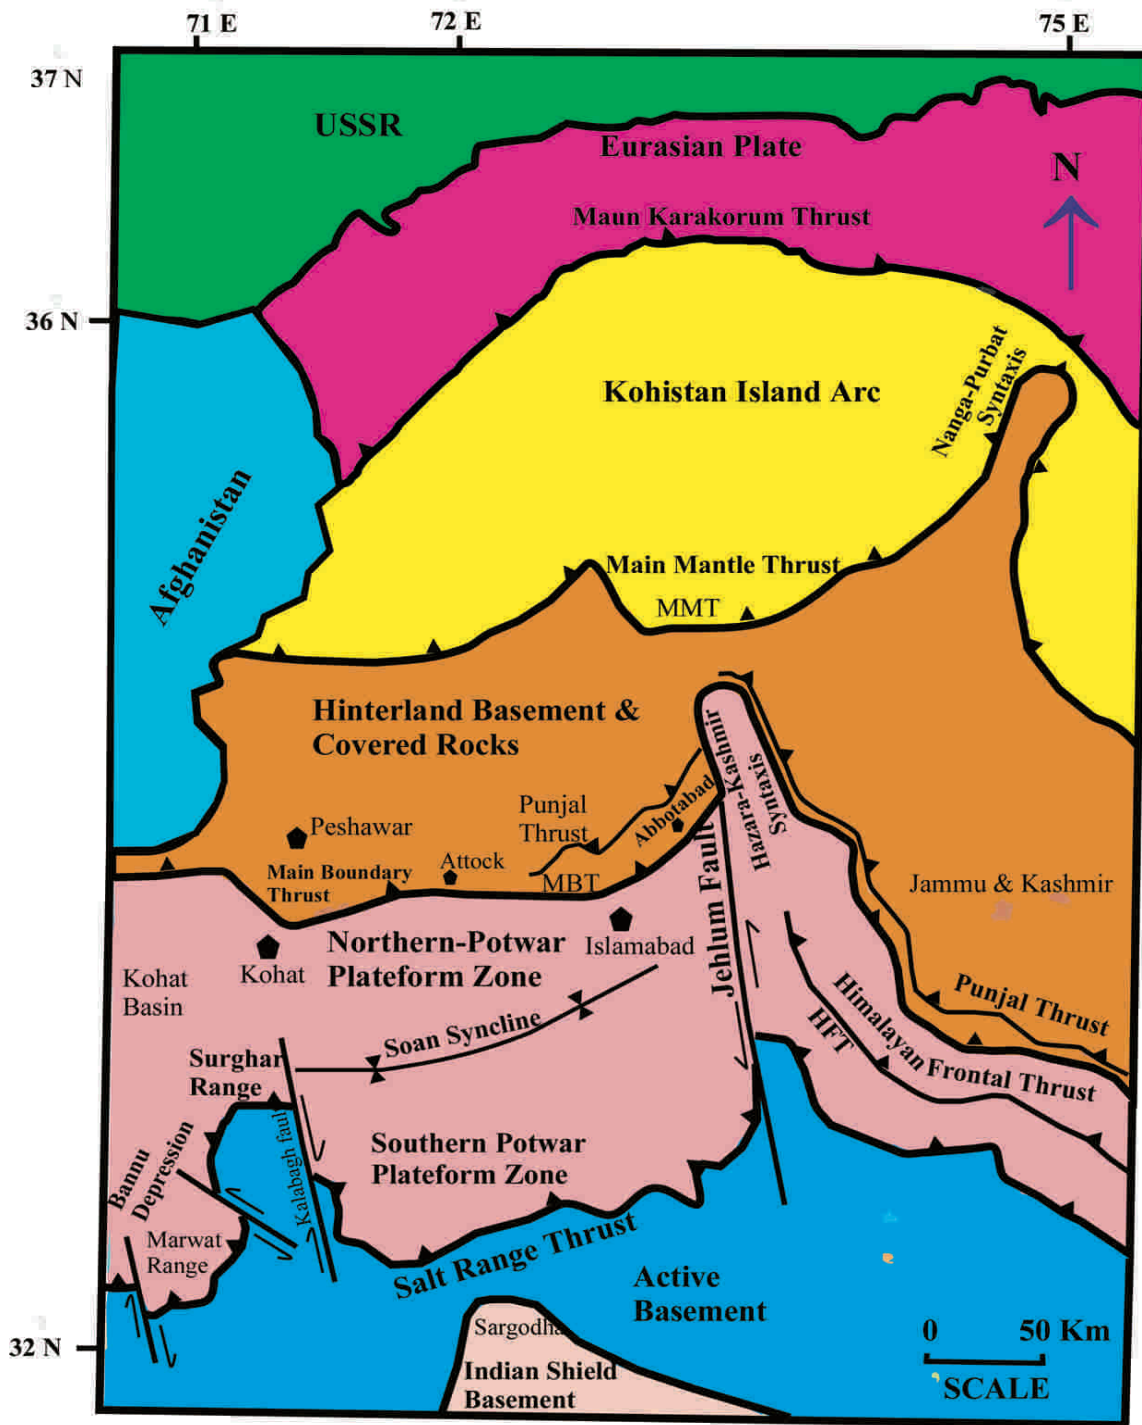 71 E
72 E
75 E
37 N
USSR
Eurasian Plate
N
Maun Karakorum Thrust
36 N
Kohistan Island Arc
Nanga-Purbat
Syntaxis
Afghanistan
Main Mantle Thrust
MMT
Hinterland Basement &
Covered Rocks
Hazara-Kashmir
Syntaxis
Punjal
Thrust
Abbotabad
Peshawar
Main Boundary
Thrust
Attock
MBT
Jammu & Kashmir
Jehlum Fault
Northern-Potwar
Plateform Zone
Islamabad
Kohat
Kohat
Basin
Punjal Thrust
Himalayan Frontal Thrust
HFT
Soan Syncline
Surghar
Range
Kalabagh fault
Southern Potwar
Plateform Zone
Bannu
Depression
Marwat
Range
Salt Range Thrust
Active
Basement
Sargodha
Indian Shield
Basement
0 50 Km
SCALE
32 N